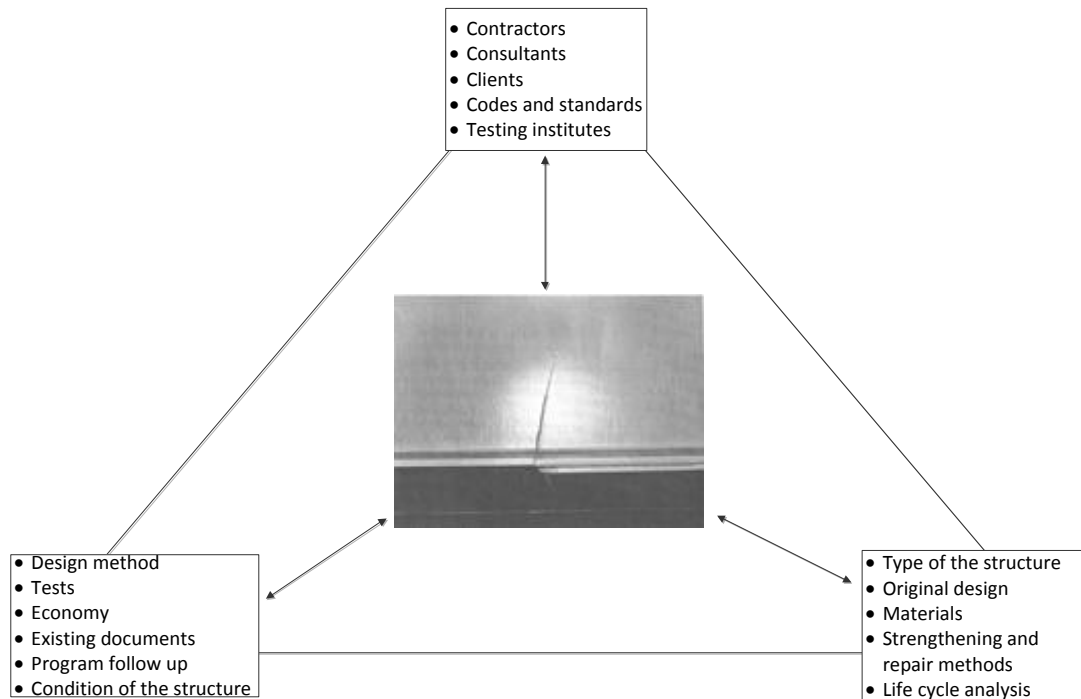 • Contractors
• Consultants
• Clients
• Codes and standards
• Testing institutes
• Design method
• Tests
• Economy
• Existing documents
• Program follow up
• Condition of the structure
• Type of the structure
• Original design
• Materials
• Strengthening and
repair methods
• Life cycle analysis